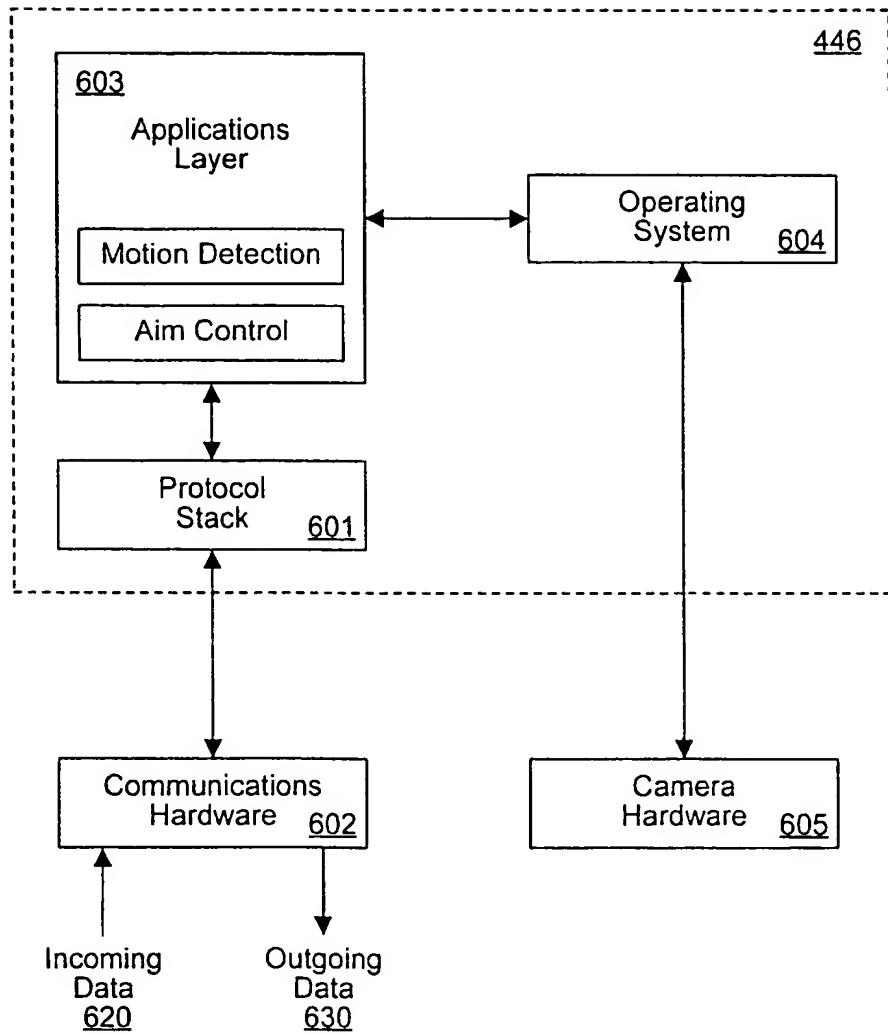 446
603
Applications
Layer
Motion Detection
Aim Control
Operating
System
604
Protocol
Stack
601
Communications
Hardware
602
Camera
Hardware
605
Incoming
Data
620
Outgoing
Data
630